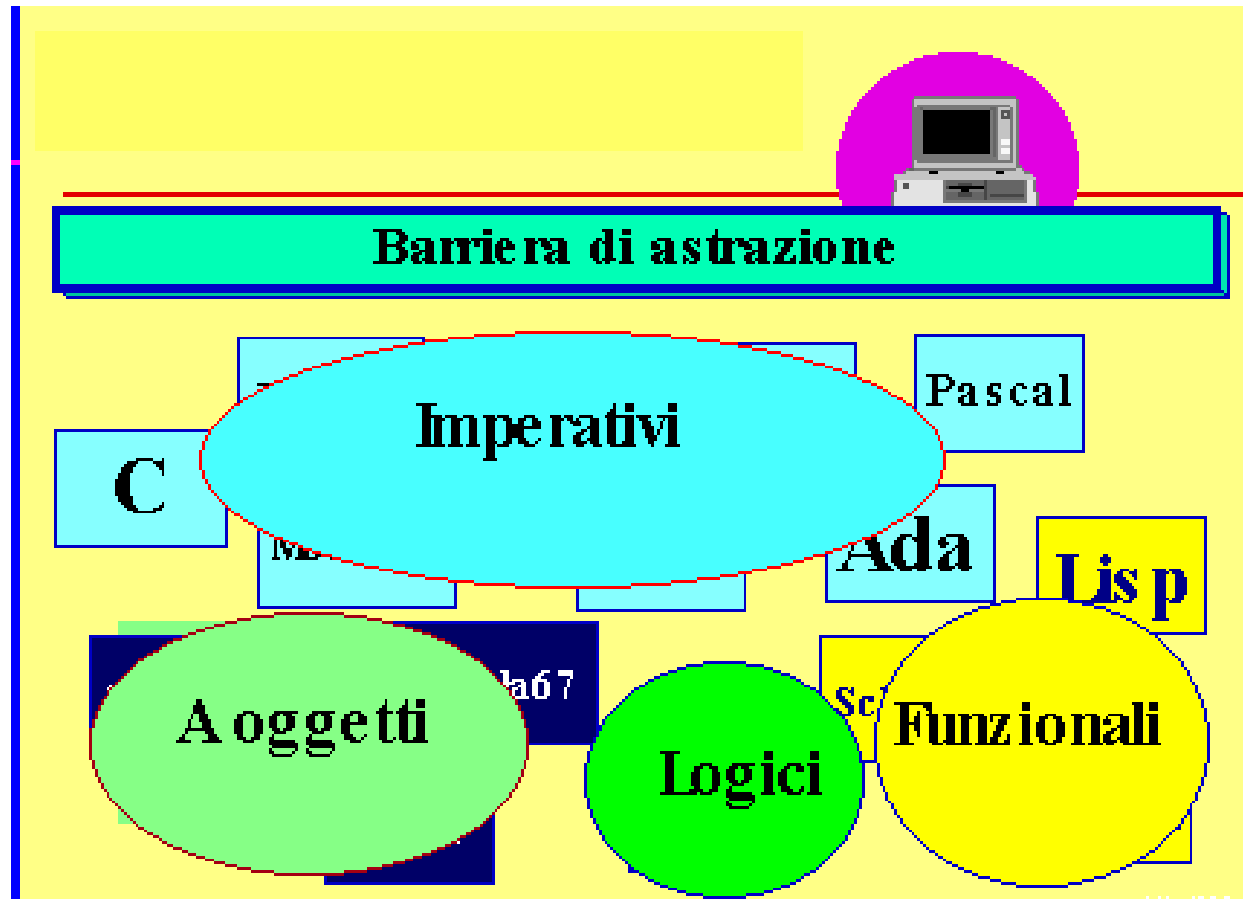 Barriera di astrazione
Imperativi
Pascal
C
Ada
Lisp
A oggetti
Logici
Funzionali